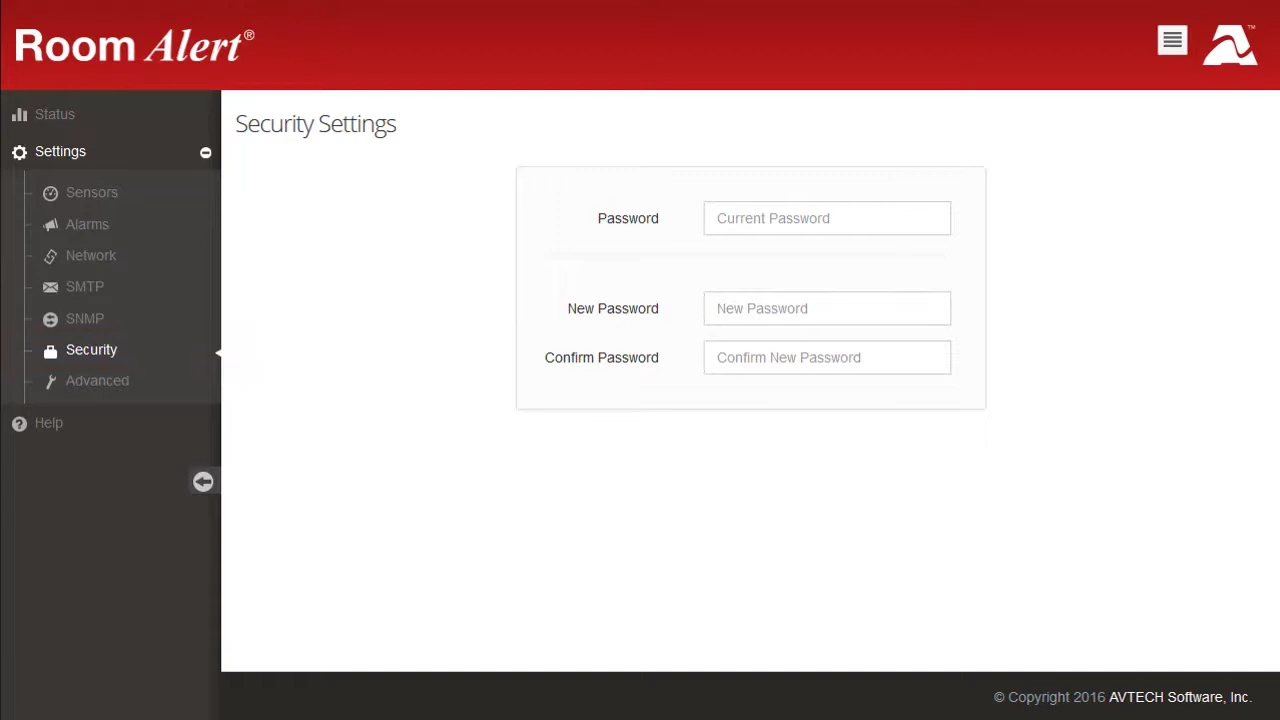 Room Alert®
™
Status
Settings
Sensors
Alarms
Network
SMTP
SNMP
Security
Advanced
Help
Security Settings
Password Current Password
New Password New Password
Confirm Password Confirm New Password
© Copyright 2016 AVTECH Software, Inc.